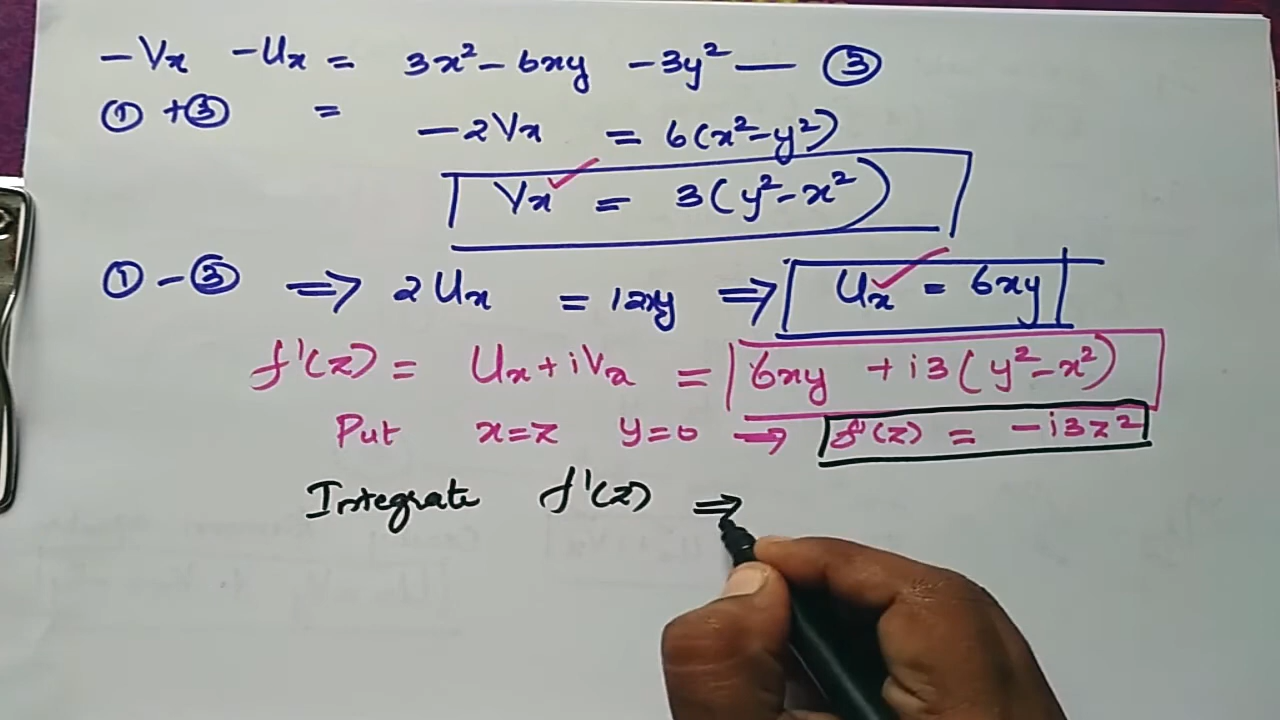 -Vx -Ux = 3x²-6xy -3y² — ③
① +③ = -2Vx = 6(x²-y²)
Vx = 3(y²-x²)
① - ③ ⇒ 2Ux = 12xy ⇒ Ux = 6xy
f'(z) = Ux+iVx = 6xy +i3(y²-x²)
Put x=z y=0 → f'(z) = -i3z²
Integrate f'(z) ⇒